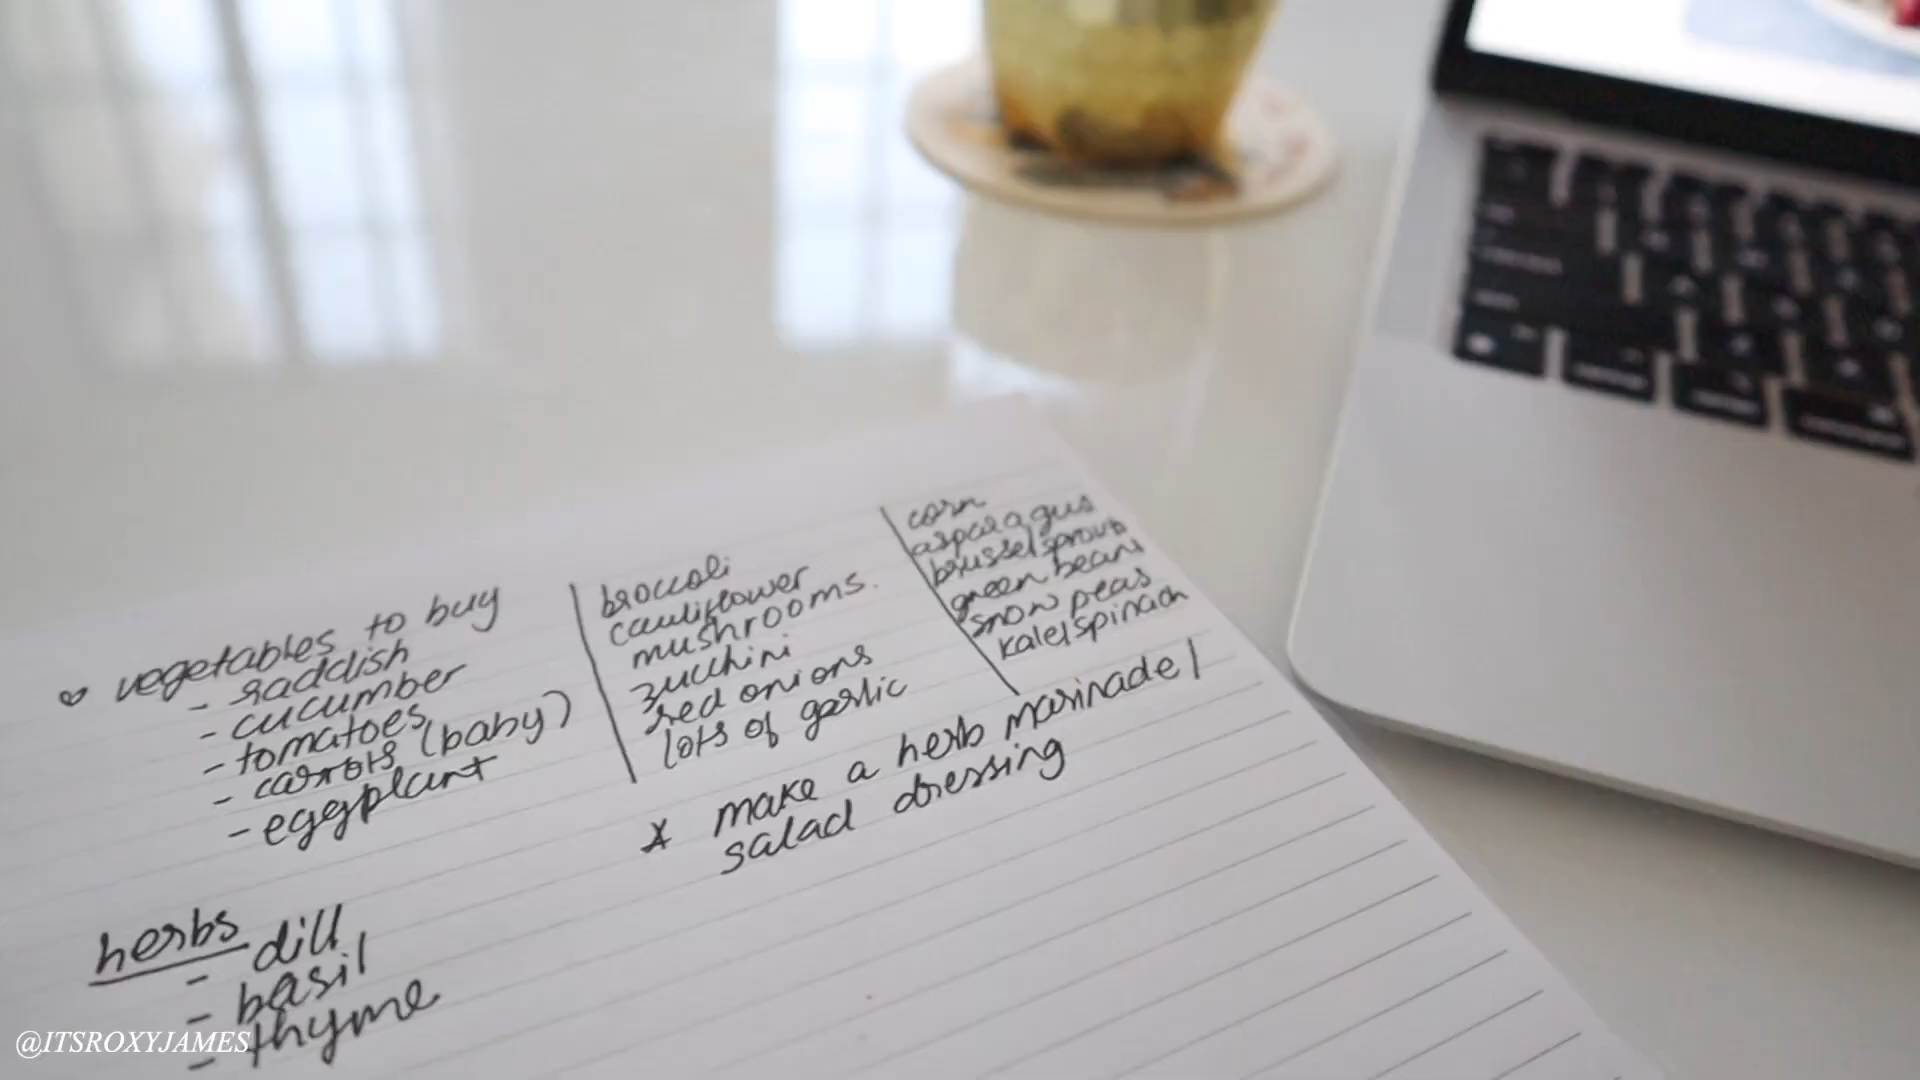 vegetables to buy
- raddish
- cucumber
- tomatoes
- carrots (baby)
- eggplant
broccoli
cauliflower
mushrooms.
zucchini
red onions
lots of garlic
corn
asparagus
brussel sprouts
green beans
snow peas
kale/spinach
* make a herb marinade/
salad dressing
herbs
- dill
- basil
- thyme
@ITSROXYJAMES